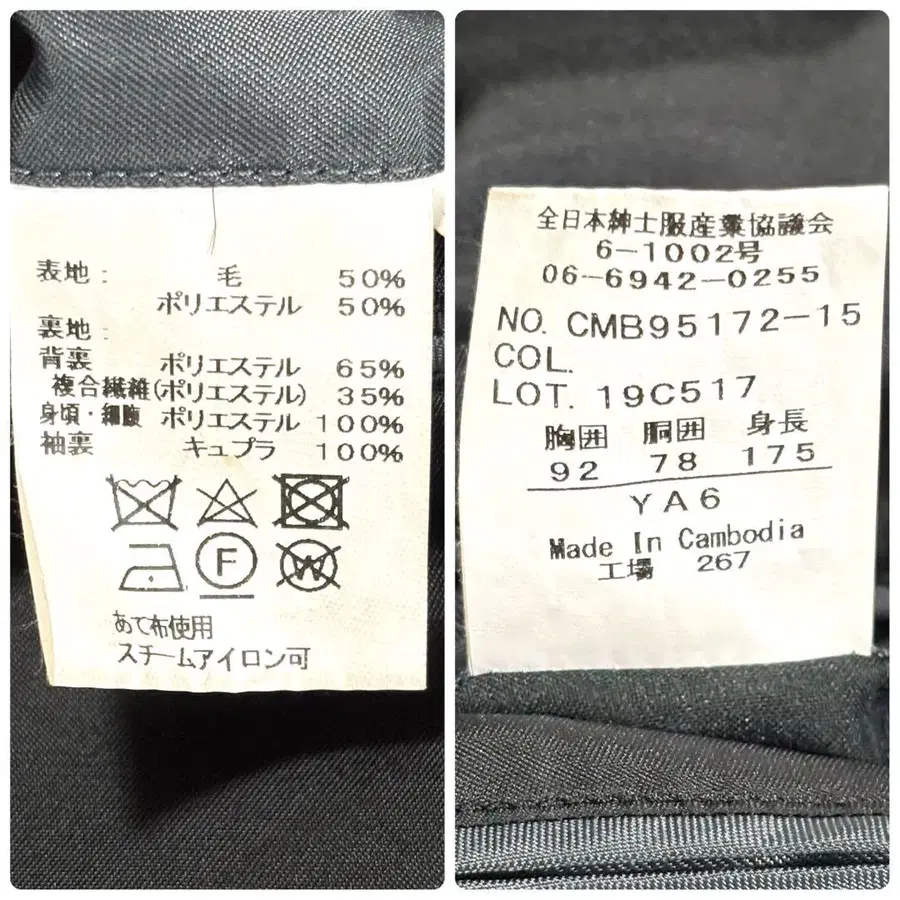 表地： 毛 50%
ポリエステル 50%
裏地：
背裏 ポリエステル 65%
複合繊維(ポリエステル) 35%
身頃・細腹 ポリエステル 100%
袖裏 キュプラ 100%
F
W
あて布使用
スチームアイロン可
全日本紳士服産業協議会
6-1002号
06-6942-0255
NO. CMB95172-15
COL.
LOT. 19C517
胸囲 胴囲 身長
92 78 175
YA6
Made In Cambodia
工場 267